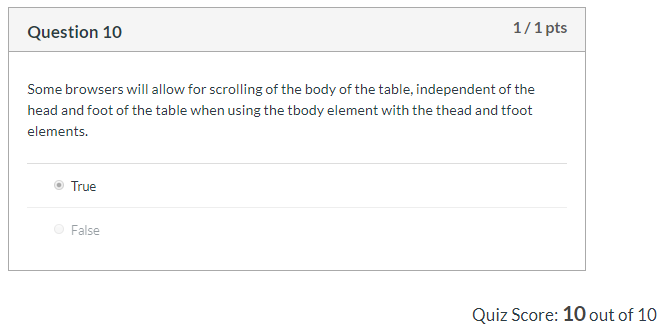 Question 10
1 / 1 pts
Some browsers will allow for scrolling of the body of the table, independent of the
head and foot of the table when using the tbody element with the thead and tfoot
elements.
True
False
Quiz Score: 10 out of 10